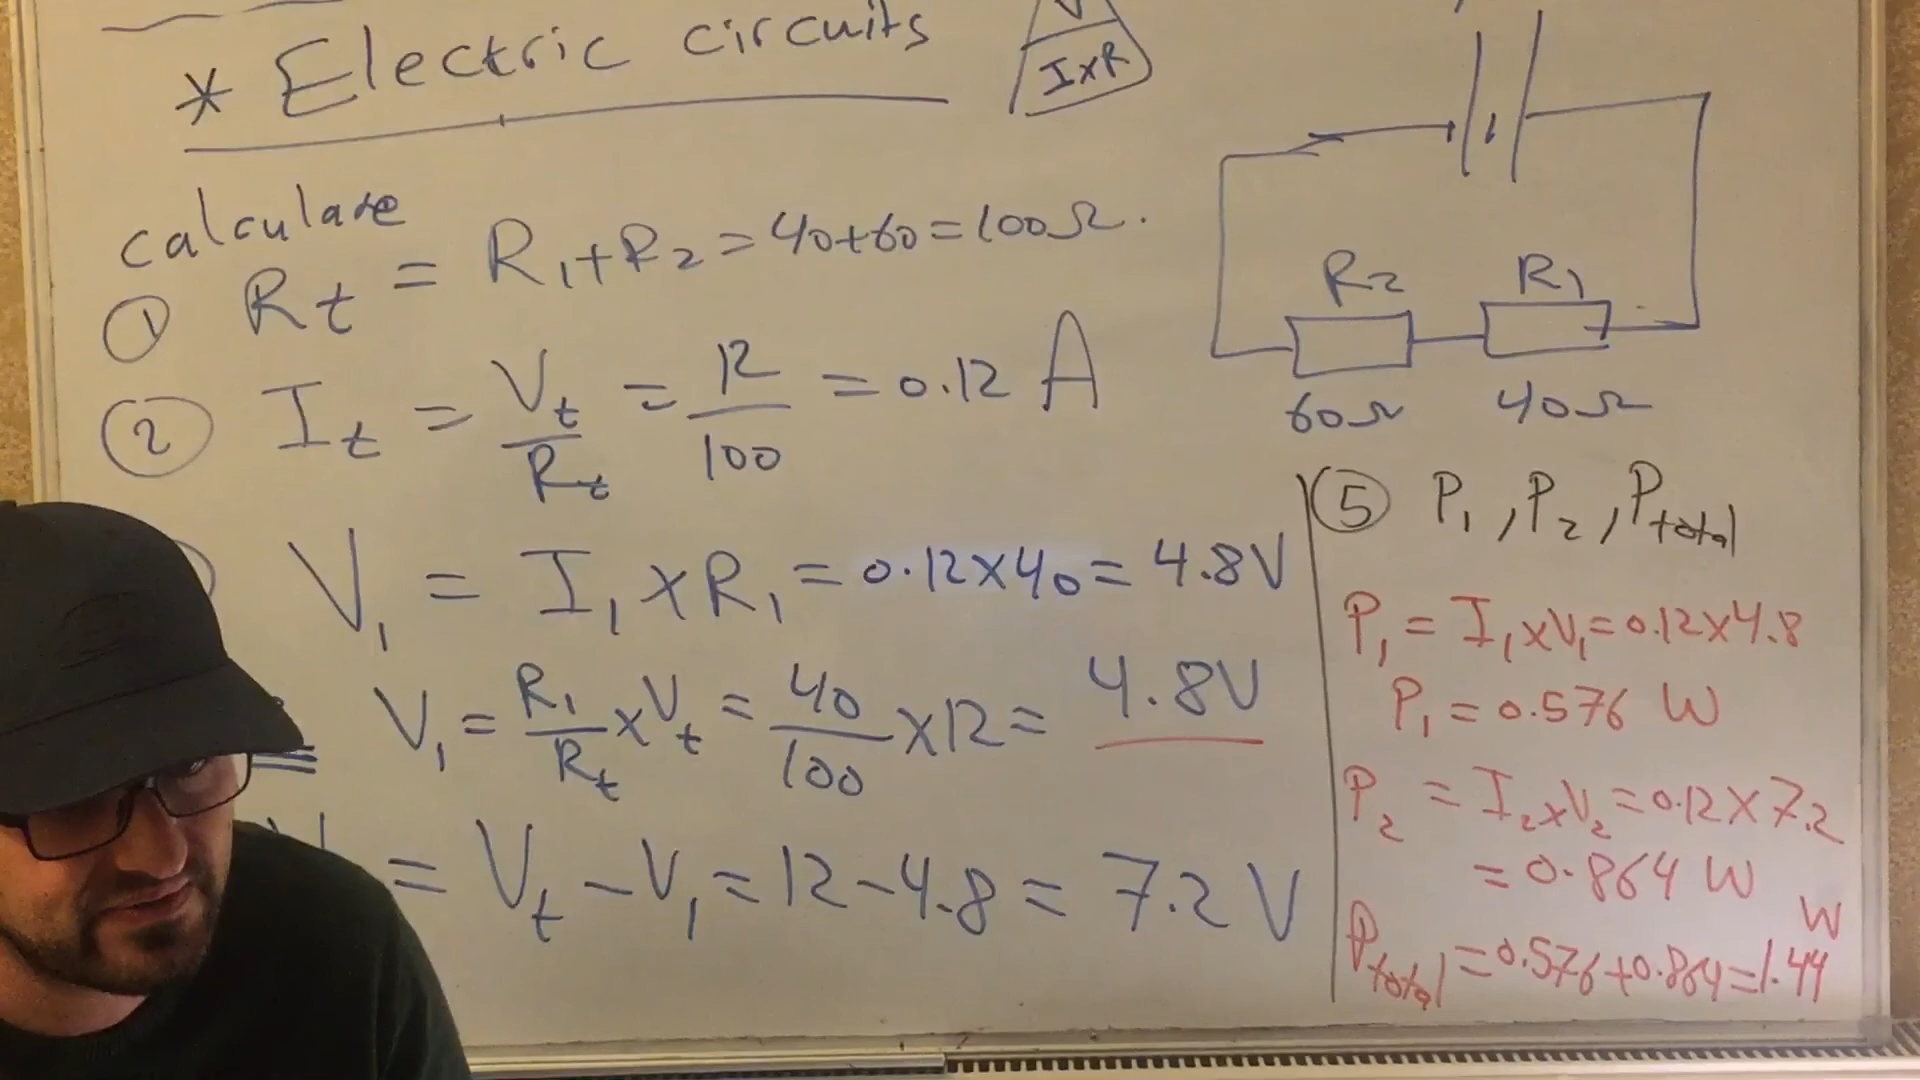 * Electric circuits
V
IxR
calculate
① Rt = R1+R2 = 40+60 = 100Ω.
② It = Vt/Rt = 12/100 = 0.12 A
V1 = I1 x R1 = 0.12x40 = 4.8V
V1 = R1/Rt x Vt = 40/100 x12 = 4.8V
= Vt - V1 = 12-4.8 = 7.2 V
R2 R1
60Ω 40Ω
⑤ P1, P2, Ptotal
P1 = I1xV1 = 0.12x4.8
P1 = 0.576 W
P2 = I2xV2 = 0.12x7.2
= 0.864 W
Ptotal = 0.576+0.864 = 1.44 W